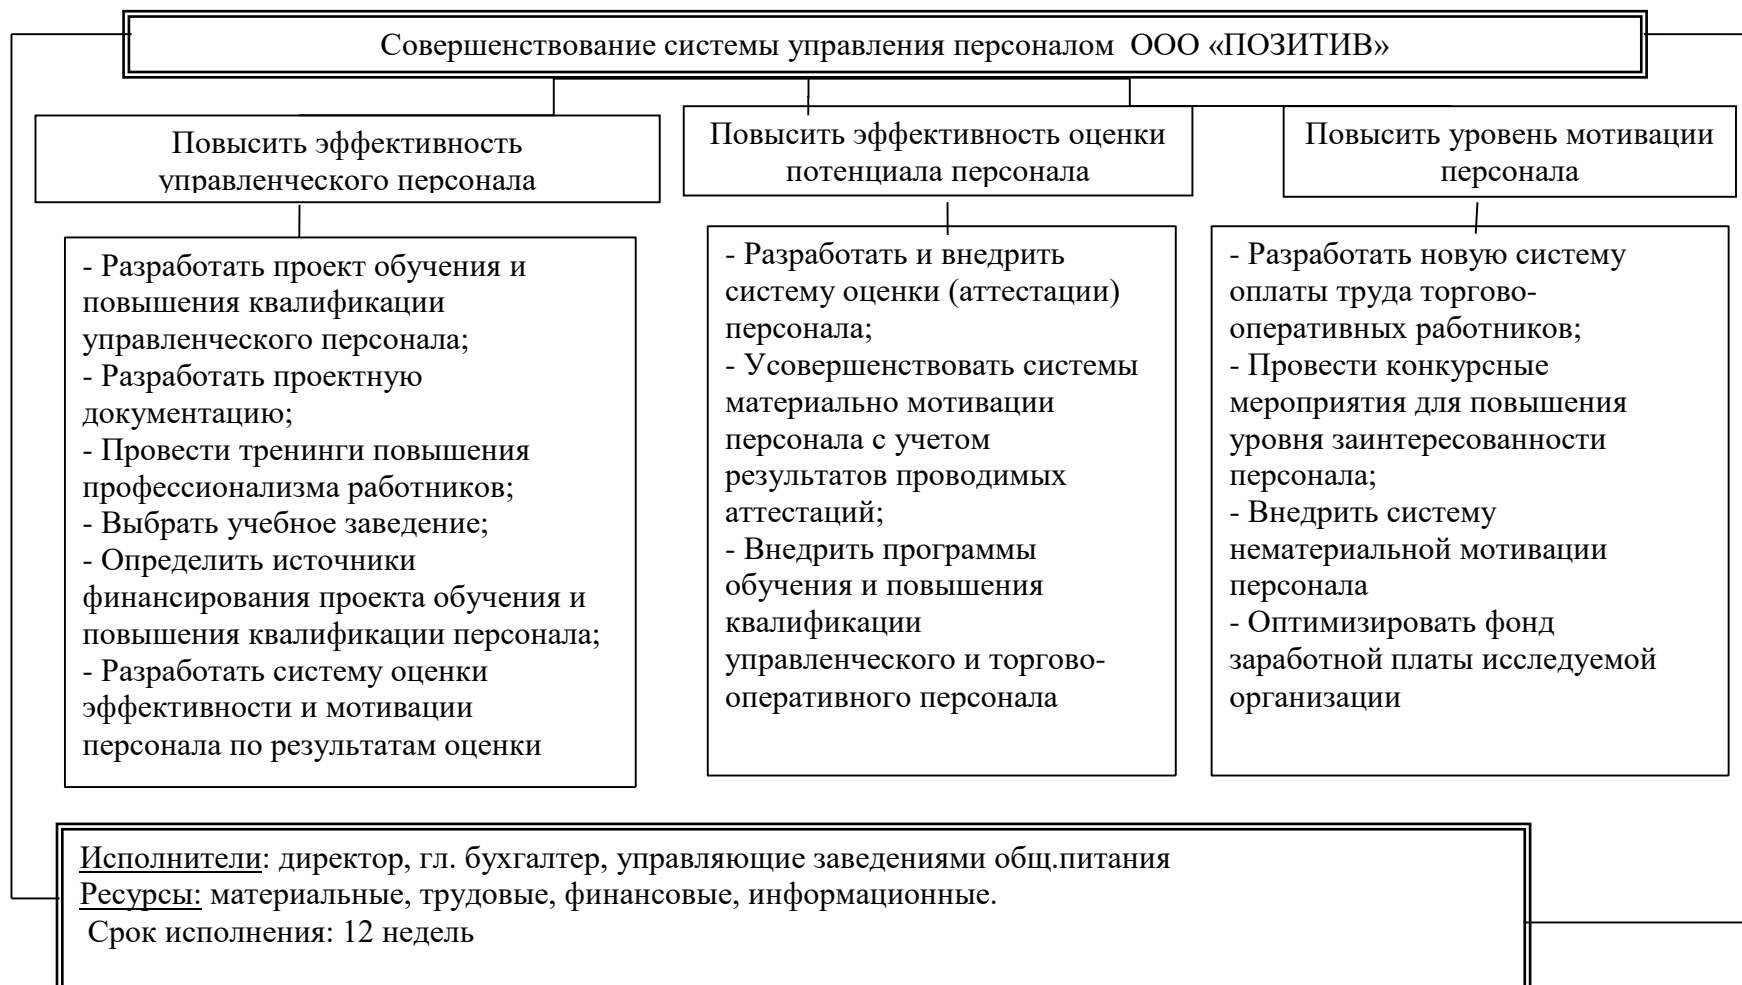 Совершенствование системы управления персоналом ООО «ПОЗИТИВ»
Повысить эффективность
управленческого персонала
Повысить эффективность оценки
потенциала персонала
Повысить уровень мотивации
персонала
- Разработать проект обучения и
повышения квалификации
управленческого персонала;
- Разработать проектную
документацию;
- Провести тренинги повышения
профессионализма работников;
- Выбрать учебное заведение;
- Определить источники
финансирования проекта обучения и
повышения квалификации персонала;
- Разработать систему оценки
эффективности и мотивации
персонала по результатам оценки
- Разработать и внедрить
систему оценки (аттестации)
персонала;
- Усовершенствовать системы
материально мотивации
персонала с учетом
результатов проводимых
аттестаций;
- Внедрить программы
обучения и повышения
квалификации
управленческого и торгово-
оперативного персонала
- Разработать новую систему
оплаты труда торгово-
оперативных работников;
- Провести конкурсные
мероприятия для повышения
уровня заинтересованности
персонала;
- Внедрить систему
нематериальной мотивации
персонала
- Оптимизировать фонд
заработной платы исследуемой
организации
Исполнители: директор, гл. бухгалтер, управляющие заведениями общ.питания
Ресурсы: материальные, трудовые, финансовые, информационные.
Срок исполнения: 12 недель